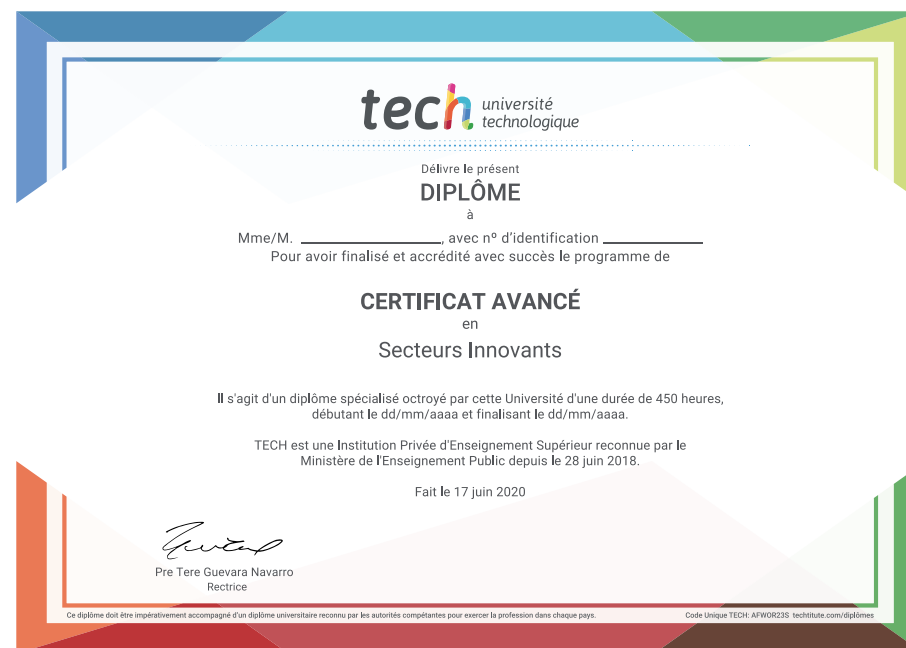 tech université
technologique
Délivre le présent
DIPLÔME
à
Mme/M. ____________________, avec nº d'identification ______________
Pour avoir finalisé et accrédité avec succès le programme de
CERTIFICAT AVANCÉ
en
Secteurs Innovants
Il s'agit d'un diplôme spécialisé octroyé par cette Université d'une durée de 450 heures,
débutant le dd/mm/aaaa et finalisant le dd/mm/aaaa.
TECH est une Institution Privée d'Enseignement Supérieur reconnue par le
Ministère de l'Enseignement Public depuis le 28 juin 2018.
Fait le 17 juin 2020
Pre Tere Guevara Navarro
Rectrice
Ce diplôme doit être impérativement accompagné d'un diplôme universitaire reconnu par les autorités compétantes pour exercer la profession dans chaque pays.
Code Unique TECH: AFWOR23S techtitute.com/diplômes